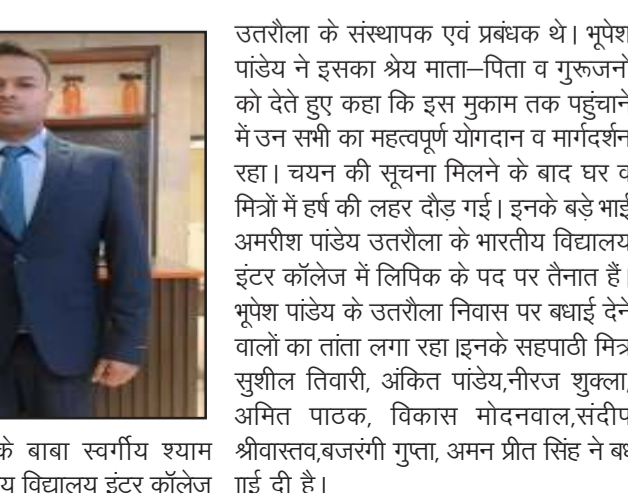 के बाबा स्वर्गीय श्याम
य विद्यालय इंटर कॉलेज
उतरौला के संस्थापक एवं प्रबंधक थे। भूपेश
पांडेय ने इसका श्रेय माता–पिता व गुरूजनों
को देते हुए कहा कि इस मुकाम तक पहुंचाने
में उन सभी का महत्वपूर्ण योगदान व मार्गदर्शन
रहा। चयन की सूचना मिलने के बाद घर व
मित्रों में हर्ष की लहर दौड़ गई। इनके बड़े भाई
अमरीश पांडेय उतरौला के भारतीय विद्यालय
इंटर कॉलेज में लिपिक के पद पर तैनात हैं।
भूपेश पांडेय के उतरौला निवास पर बधाई देने
वालों का तांता लगा रहा।इनके सहपाठी मित्र
सुशील तिवारी, अंकित पांडेय,नीरज शुक्ला,
अमित पाठक, विकास मोदनवाल,संदीप
श्रीवास्तव,बजरंगी गुप्ता, अमन प्रीत सिंह ने बध
ाई दी है।